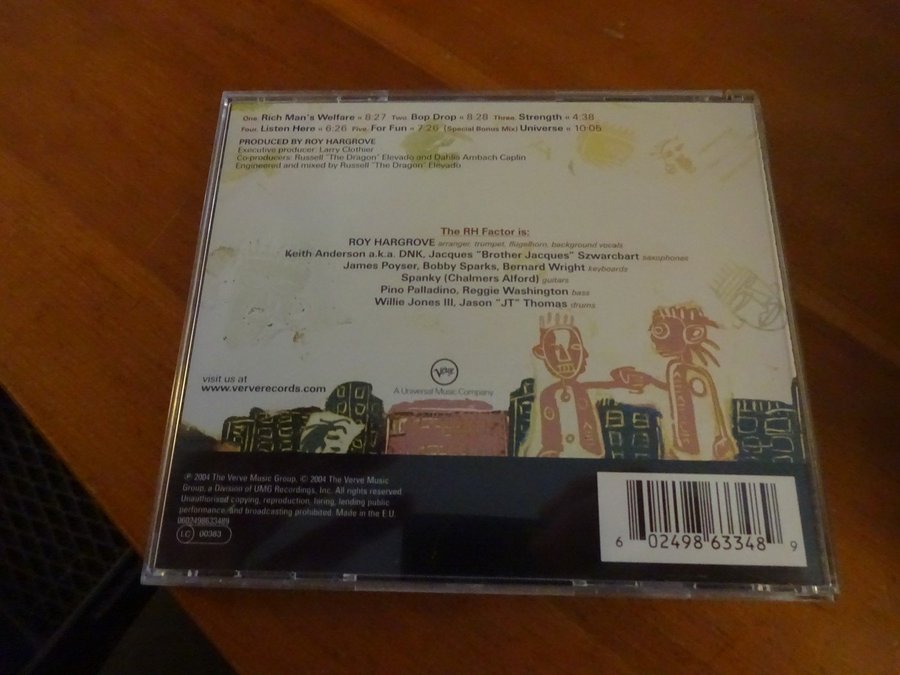 One. Rich Man's Welfare • 8:27 Two. Bop Drop • 8:28 Three. Strength • 4:38
Four. Listen Here • 6:26 Five. For Fun • 7:26 (Special Bonus Mix) Universe • 10:05
PRODUCED BY ROY HARGROVE
Executive producer: Larry Clothier
Co-producers: Russell "The Dragon" Elevado and Dahlia Ambach Caplin
Engineered and mixed by Russell "The Dragon" Elevado
The RH Factor is:
ROY HARGROVE arranger, trumpet, flügelhorn, background vocals
Keith Anderson a.k.a. DNK, Jacques "Brother Jacques" Szwarcbart saxophones
James Poyser, Bobby Sparks, Bernard Wright keyboards
Spanky (Chalmers Alford) guitars
Pino Palladino, Reggie Washington bass
Willie Jones III, Jason "JT" Thomas drums
visit us at
www.ververecords.com
Verve
A Universal Music Company
℗ 2004 The Verve Music Group, © 2004 The Verve Music
Group, a Division of UMG Recordings, Inc. All rights reserved
Unauthorised copying, reproduction, hiring, lending public
performance and broadcasting prohibited. Made in the E.U.
0602498633489
LC 00383
6 02498 63348 9